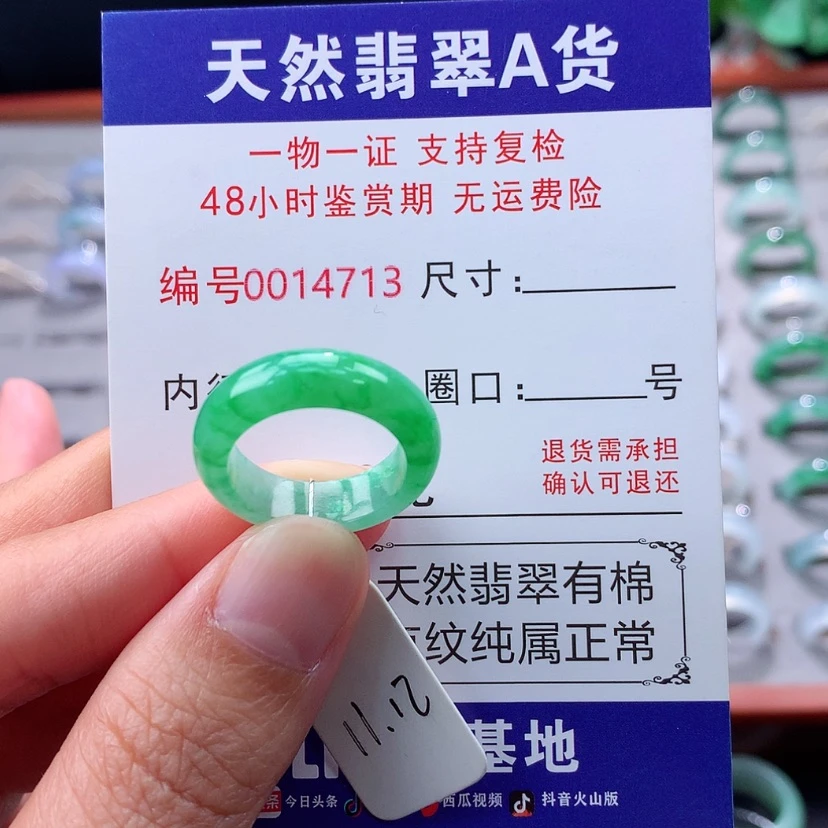 天然翡翠A货
一物一证 支持复检
48小时鉴赏期 无运费险
编号0014713 尺寸:
内 圈口: 号
退货需承担
确认可退还
天然翡翠有棉
纹纯属正常
11.12
基地
今日头条 西瓜视频 抖音火山版